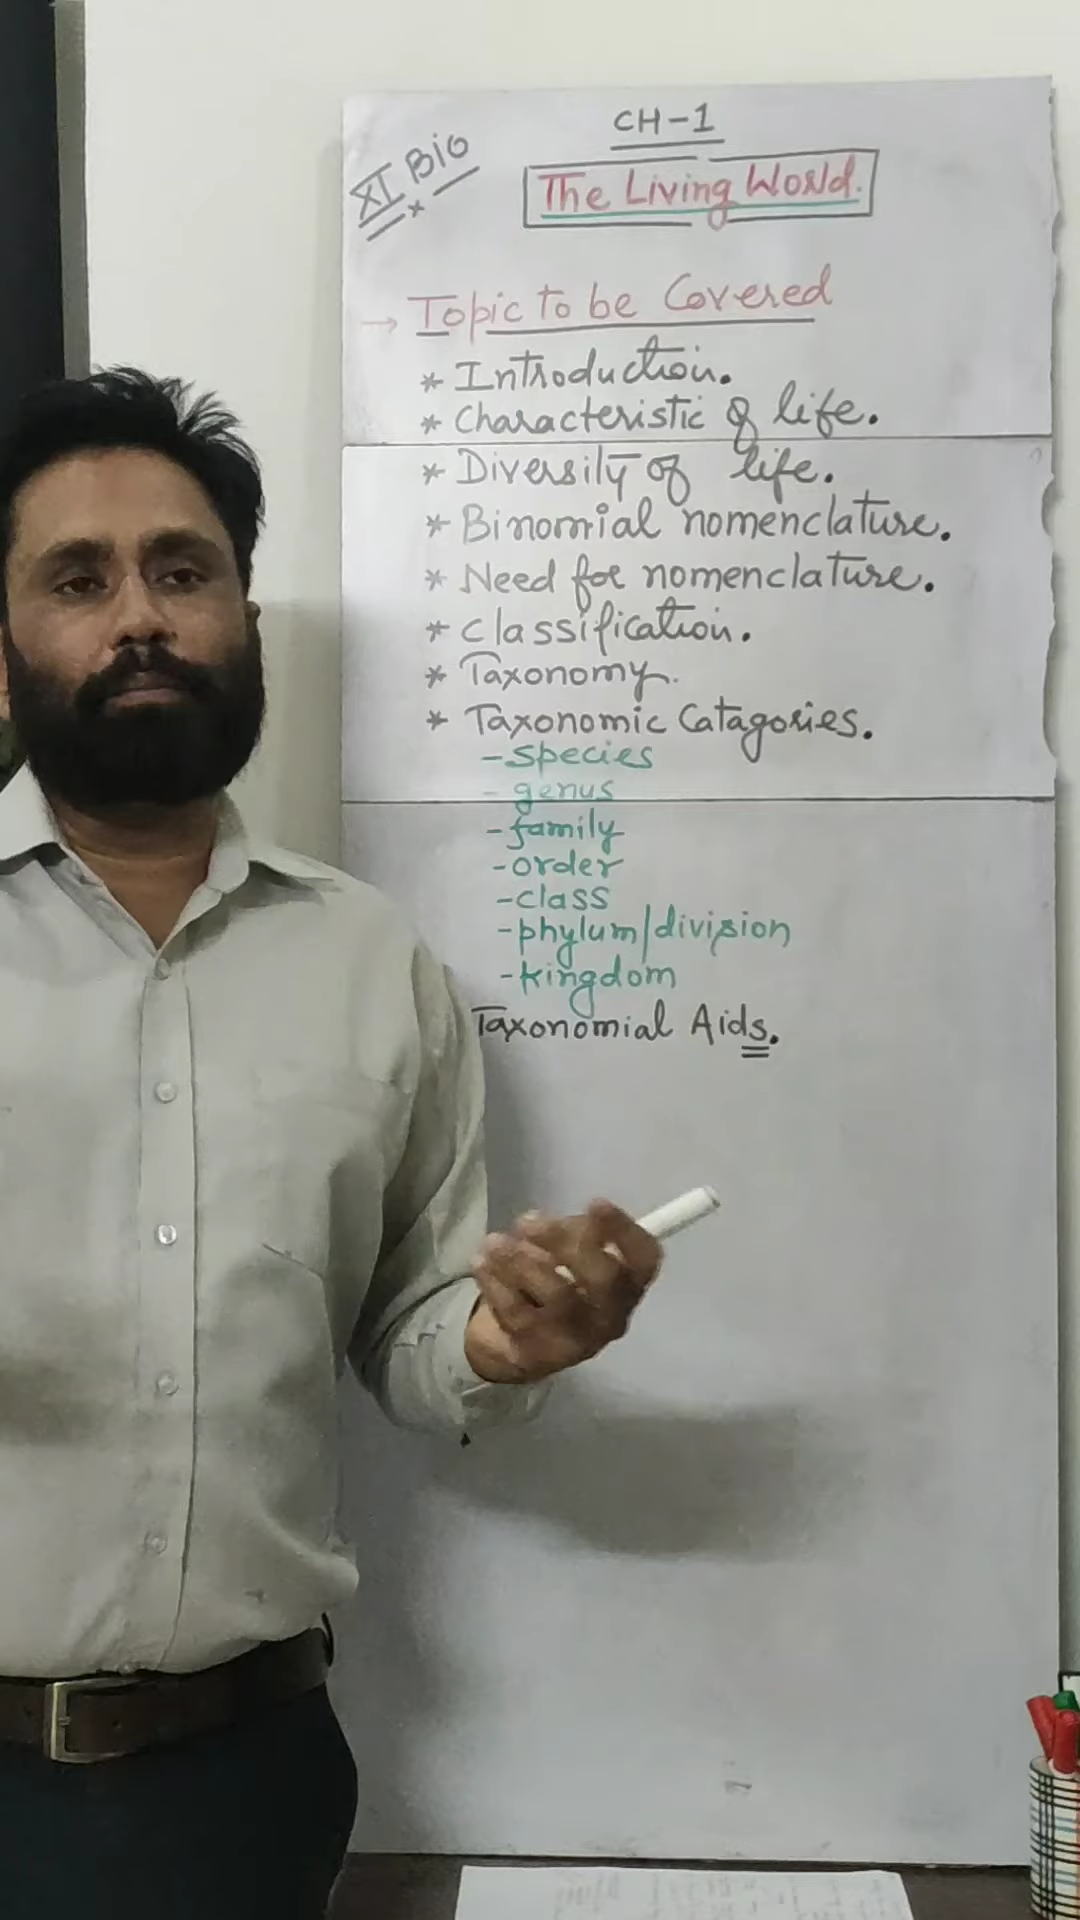 CH-1
XI Bio
The Living World.
→ Topic to be Covered
* Introduction.
* Characteristic of life.
* Diversity of life.
* Binomial nomenclature.
* Need for nomenclature.
* Classification.
* Taxonomy.
* Taxonomic Catagories.
- species
- genus
- family
- order
- class
- phylum/division
- kingdom
Taxonomial Aids.